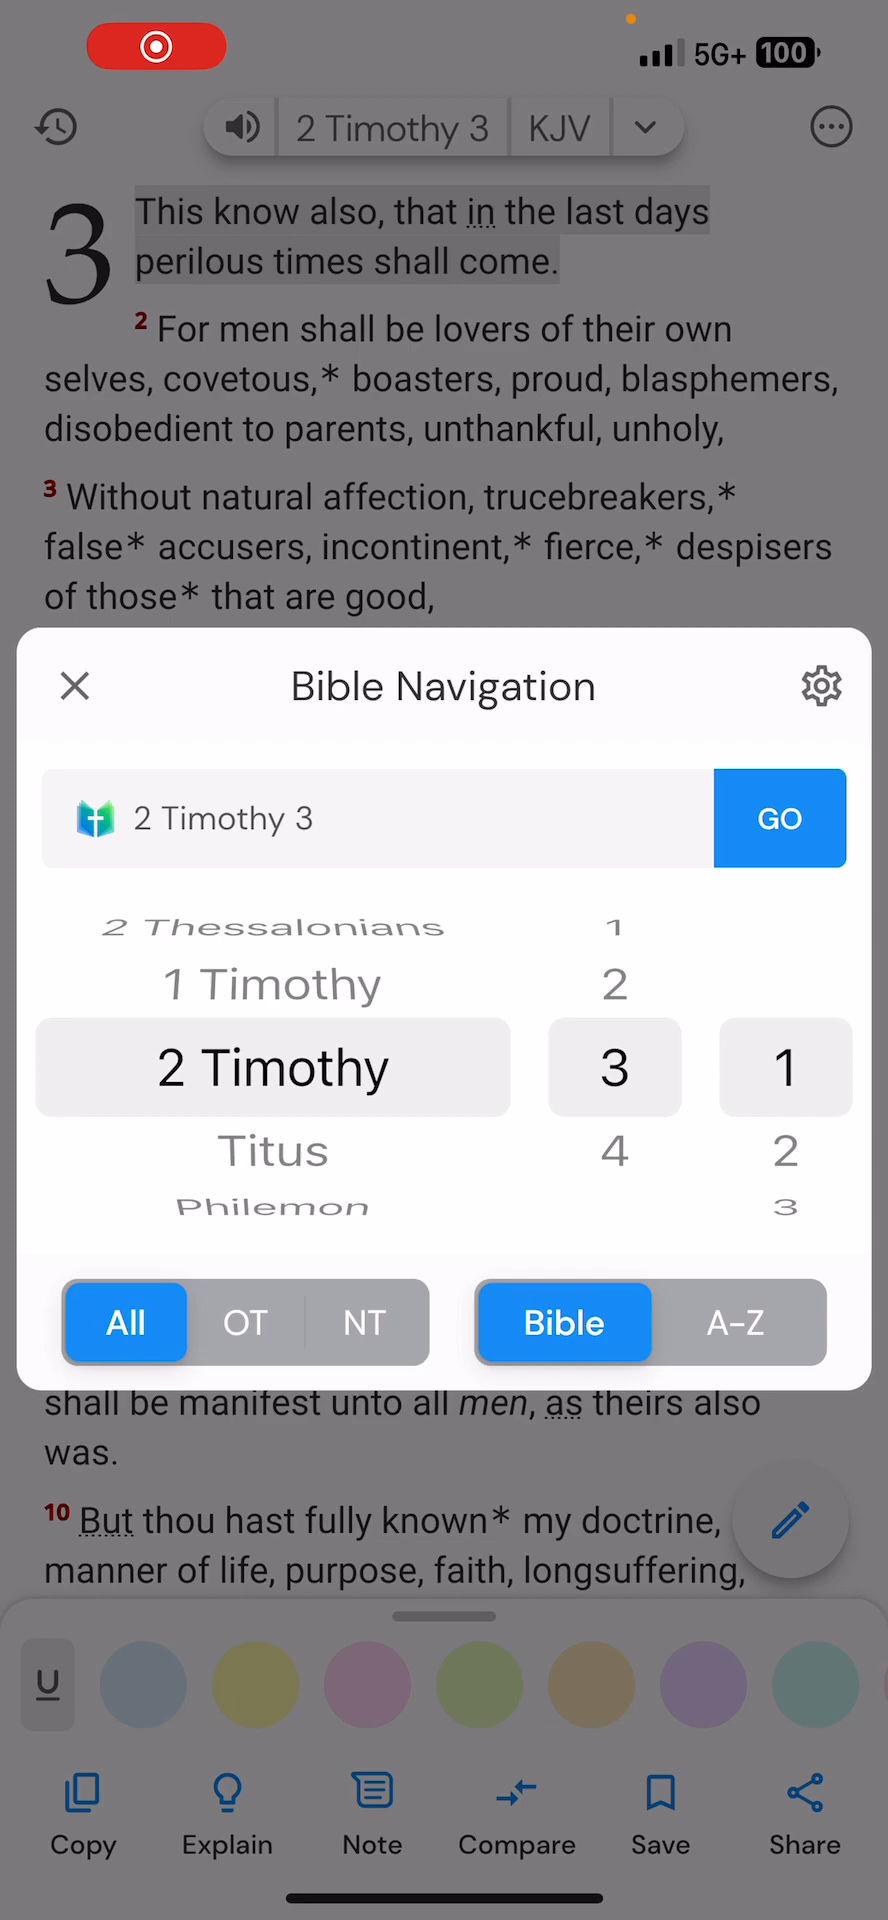 5G+ 100
2 Timothy 3 KJV
3 This know also, that in the last days
perilous times shall come.
2 For men shall be lovers of their own
selves, covetous,* boasters, proud, blasphemers,
disobedient to parents, unthankful, unholy,
3 Without natural affection, trucebreakers,*
false* accusers, incontinent,* fierce,* despisers
of those* that are good,
Bible Navigation
2 Timothy 3 GO
2 Thessalonians 1
1 Timothy 2
2 Timothy 3 1
Titus 4 2
Philemon 3
All OT NT Bible A-Z
shall be manifest unto all men, as theirs also
was.
10 But thou hast fully known* my doctrine,
manner of life, purpose, faith, longsuffering,
U
Copy Explain Note Compare Save Share